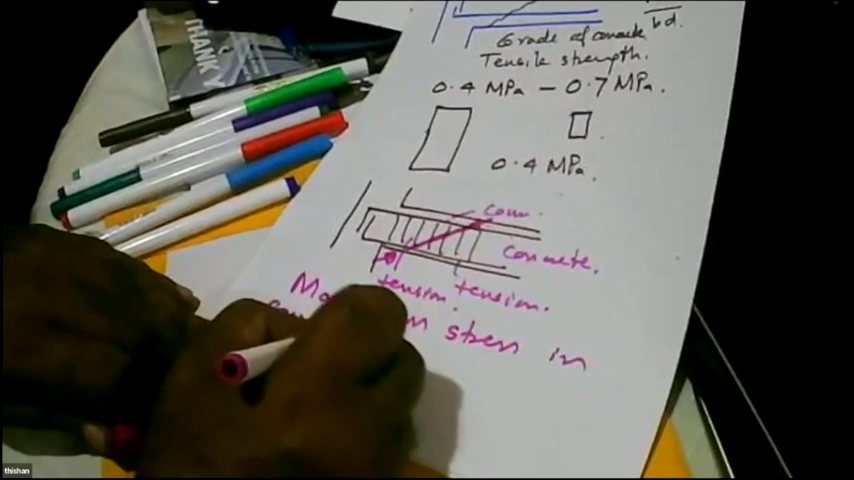 THANK
bd.
Grade of concrete.
Tensile strength.
0.4 MPa - 0.7 MPa.
0.4 MPa.
Com
Concrete.
tension. tension.
stress in
thishan